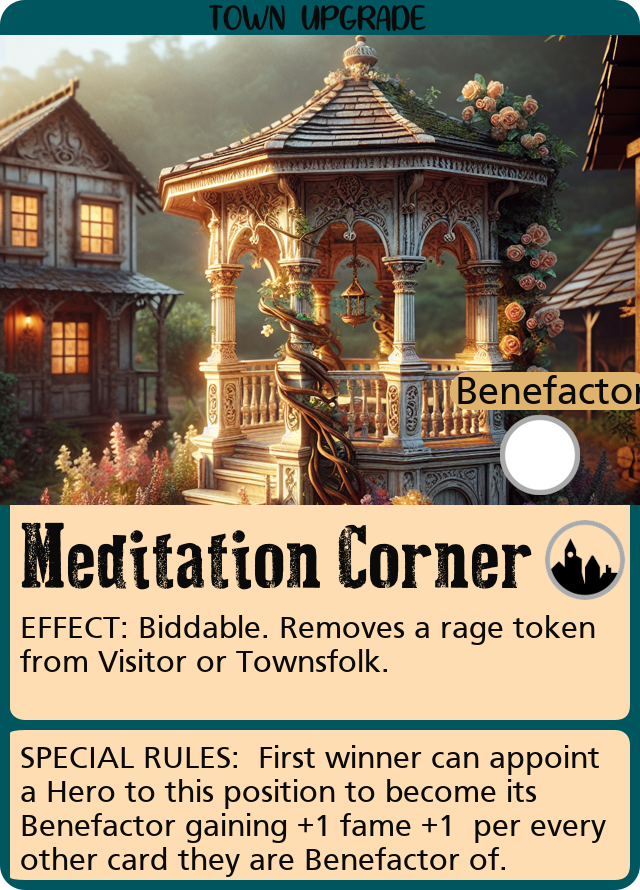 TOWN UPGRADE
Benefactor
Meditation Corner
EFFECT: Biddable. Removes a rage token
from Visitor or Townsfolk.
SPECIAL RULES:  First winner can appoint
a Hero to this position to become its
Benefactor gaining +1 fame +1  per every
other card they are Benefactor of.